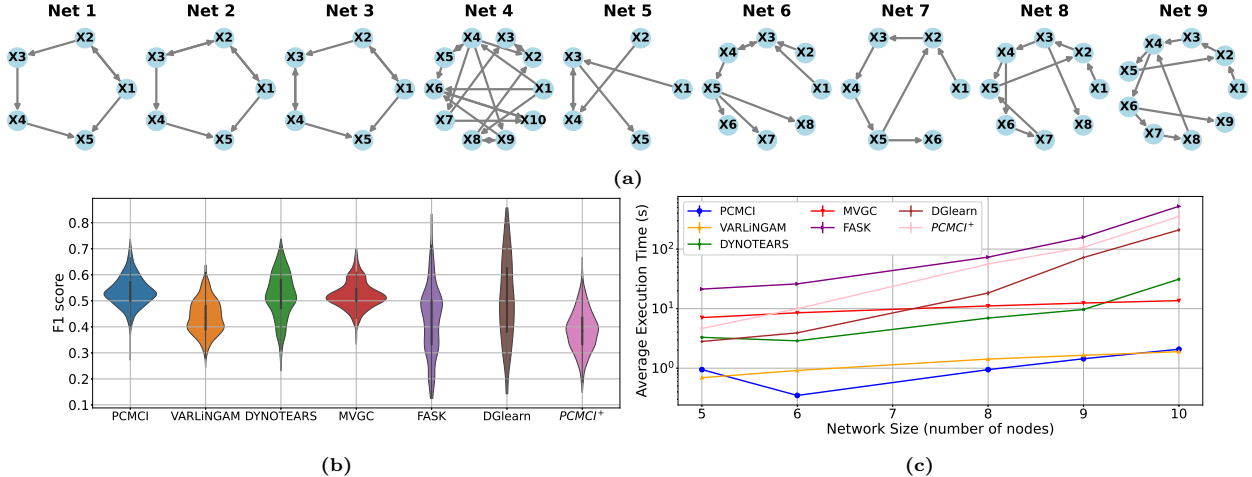 Net 1 Net 2 Net 3 Net 4 Net 5 Net 6 Net 7 Net 8 Net 9
X2 X3 X1 X4 X5
X2 X3 X1 X4 X5
X2 X3 X1 X4 X5
X4 X3 X5 X2 X6 X1 X7 X10 X8 X9
X2 X3 X1 X4 X5
X3 X4 X2 X5 X1 X6 X8 X7
X3 X2 X4 X1 X5 X6
X3 X4 X2 X5 X1 X6 X8 X7
X4 X3 X5 X2 X6 X1 X7 X9 X8
(a)
F1 score
0.8
0.7
0.6
0.5
0.4
0.3
0.2
0.1
PCMCI VARLiNGAM DYNOTEARS MVGC FASK DGlearn PCMCI⁺
(b)
Average Execution Time (s)
10²
10¹
10⁰
PCMCI MVGC DGlearn
VARLiNGAM FASK PCMCI⁺
DYNOTEARS
5 6 7 8 9 10
Network Size (number of nodes)
(c)